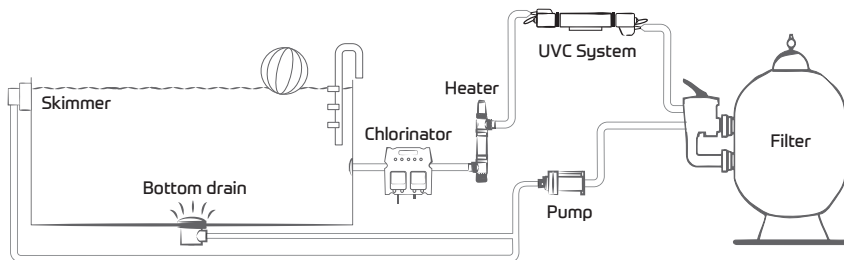 UVC System
Heater
Skimmer
Chlorinator
Filter
Bottom drain
Pump